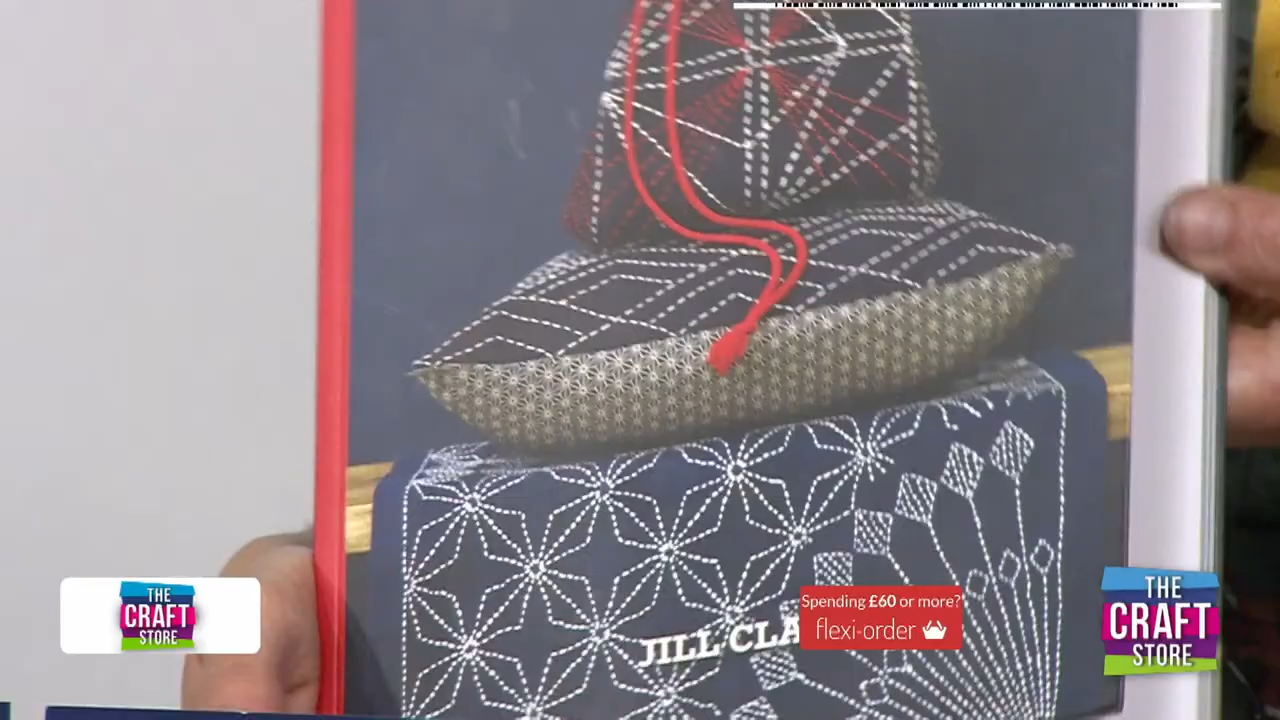 THE
CRAFT
STORE
JILL CLA
Spending £60 or more?
flexi-order
THE
CRAFT
STORE